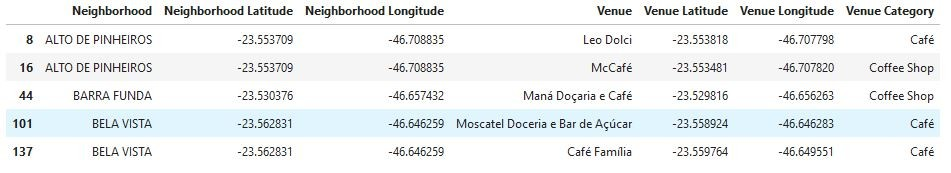 Neighborhood Neighborhood Latitude Neighborhood Longitude Venue Venue Latitude Venue Longitude Venue Category
8 ALTO DE PINHEIROS -23.553709 -46.708835 Leo Dolci -23.553818 -46.707798 Café
16 ALTO DE PINHEIROS -23.553709 -46.708835 McCafé -23.553481 -46.707820 Coffee Shop
44 BARRA FUNDA -23.530376 -46.657432 Maná Doçaria e Café -23.529816 -46.656263 Coffee Shop
101 BELA VISTA -23.562831 -46.646259 Moscatel Doceria e Bar de Açúcar -23.558924 -46.646283 Café
137 BELA VISTA -23.562831 -46.646259 Café Família -23.559764 -46.649551 Café